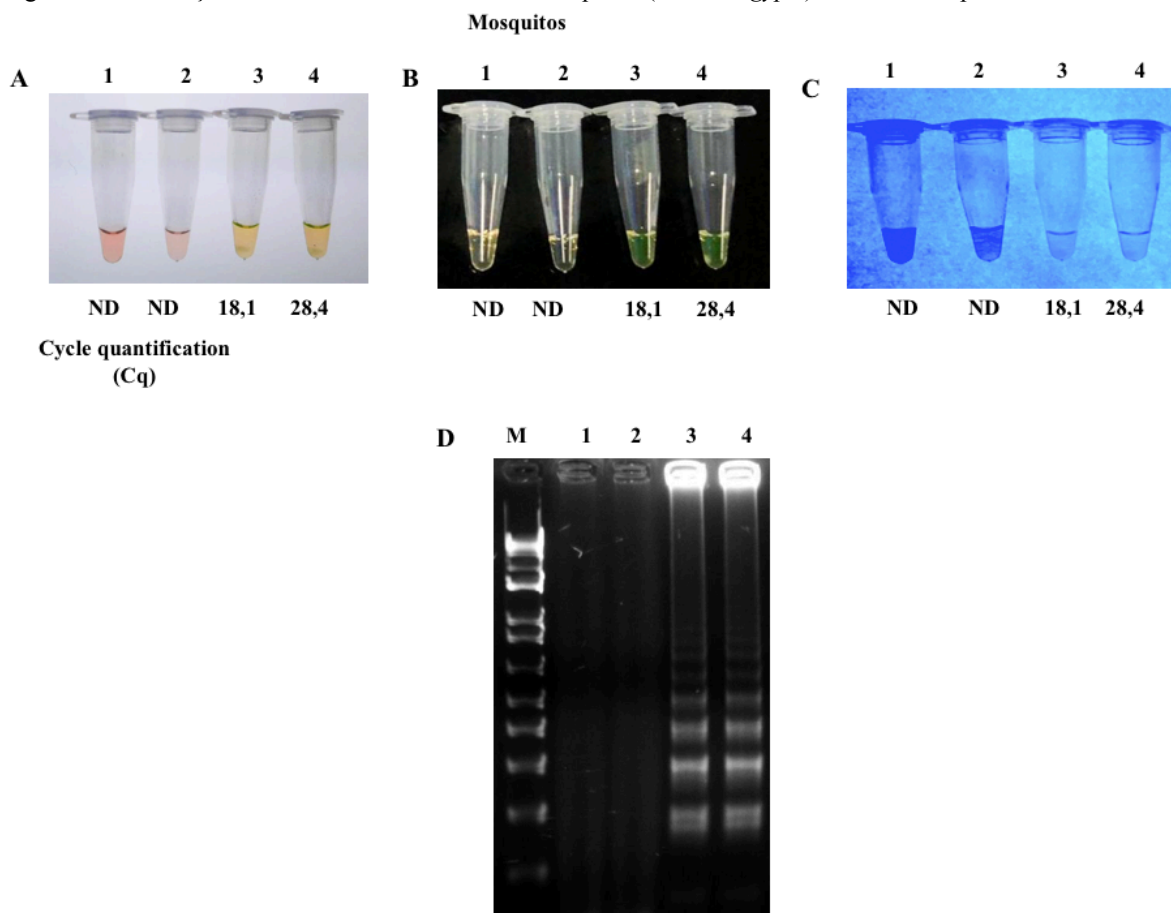 Mosquitos
A 1 2 3 4
B 1 2 3 4
C 1 2 3 4
ND ND 18,1 28,4
ND ND 18,1 28,4
ND ND 18,1 28,4
Cycle quantification
(Cq)
D M 1 2 3 4